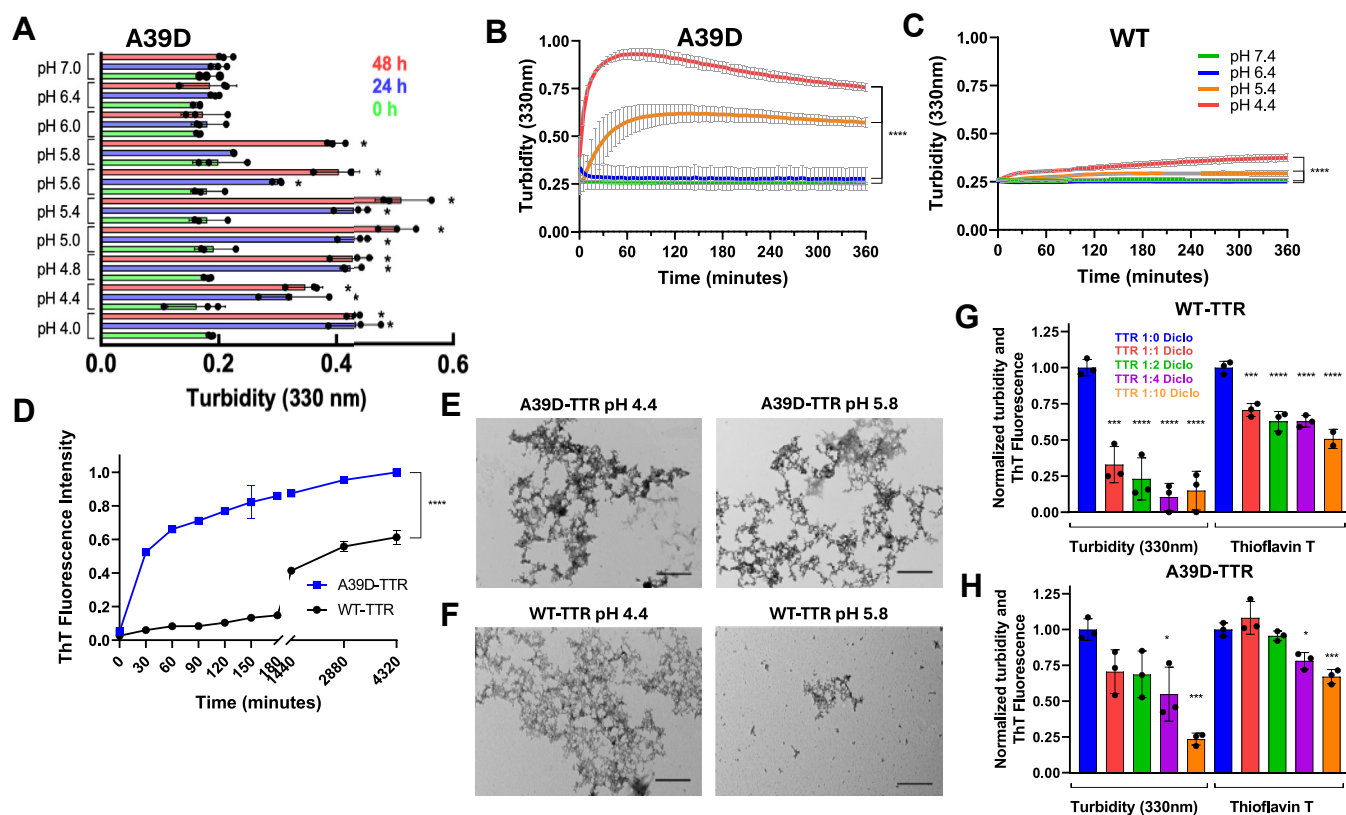 A
A39D
48 h
24 h
0 h
pH 7.0
pH 6.4
pH 6.0
pH 5.8
pH 5.6
pH 5.4
pH 5.0
pH 4.8
pH 4.4
pH 4.0
*
*
*
*
*
*
*
*
*
*
*
*
*
0.0 0.2 0.4 0.6
Turbidity (330 nm)
B
A39D
Turbidity (330nm)
1.00
0.75
0.50
0.25
0.00
****
0 60 120 180 240 300 360
Time (minutes)
C
WT
pH 7.4
pH 6.4
pH 5.4
pH 4.4
Turbidity (330nm)
1.00
0.75
0.50
0.25
0.00
****
0 60 120 180 240 300 360
Time (minutes)
D
ThT Fluorescence Intensity
1.0
0.8
0.6
0.4
0.2
0.0
****
A39D-TTR
WT-TTR
0 30 60 90 120 150 180 1440 2880 4320
Time (minutes)
E
A39D-TTR pH 4.4
A39D-TTR pH 5.8
F
WT-TTR pH 4.4
WT-TTR pH 5.8
G
WT-TTR
Normalized turbidity and
ThT Fluorescence
1.25
1.00
0.75
0.50
0.25
0.00
TTR 1:0 Diclo
TTR 1:1 Diclo
TTR 1:2 Diclo
TTR 1:4 Diclo
TTR 1:10 Diclo
*** **** **** ****
*** **** **** ****
Turbidity (330nm)
Thioflavin T
H
A39D-TTR
Normalized turbidity and
ThT Fluorescence
1.25
1.00
0.75
0.50
0.25
0.00
* ***
* ***
Turbidity (330nm)
Thioflavin T